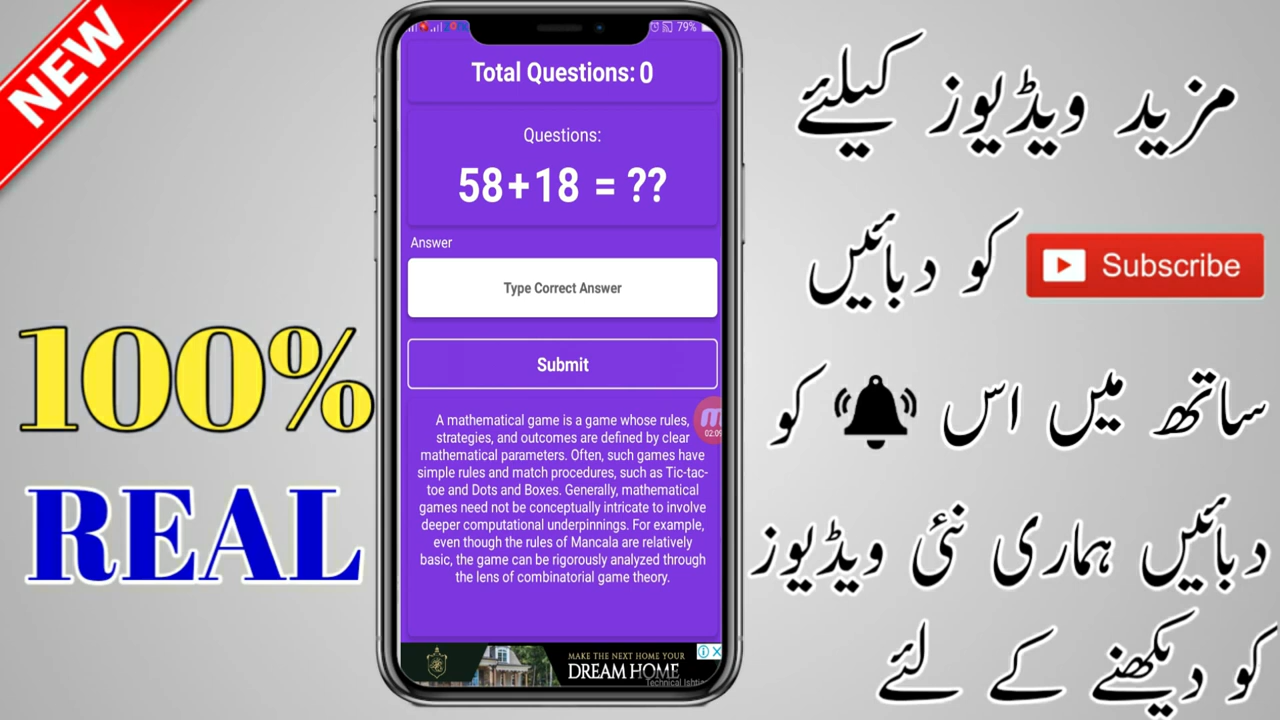 NEW
100%
REAL
79%
Total Questions: 0
Questions:
58+18 = ??
Answer
Type Correct Answer
Submit
A mathematical game is a game whose rules,
strategies, and outcomes are defined by clear
mathematical parameters. Often, such games have
simple rules and match procedures, such as Tic-tac-
toe and Dots and Boxes. Generally, mathematical
games need not be conceptually intricate to involve
deeper computational underpinnings. For example,
even though the rules of Mancala are relatively
basic, the game can be rigorously analyzed through
the lens of combinatorial game theory.
02:09
MAKE THE NEXT HOME YOUR
DREAM HOME
Technical Ishtia
مزید ویڈیوز کیلئے
Subscribe کو دبائیں
ساتھ میں اس کو
دبائیں ہماری نئی ویڈیوز
کو دیکھنے کے لئے